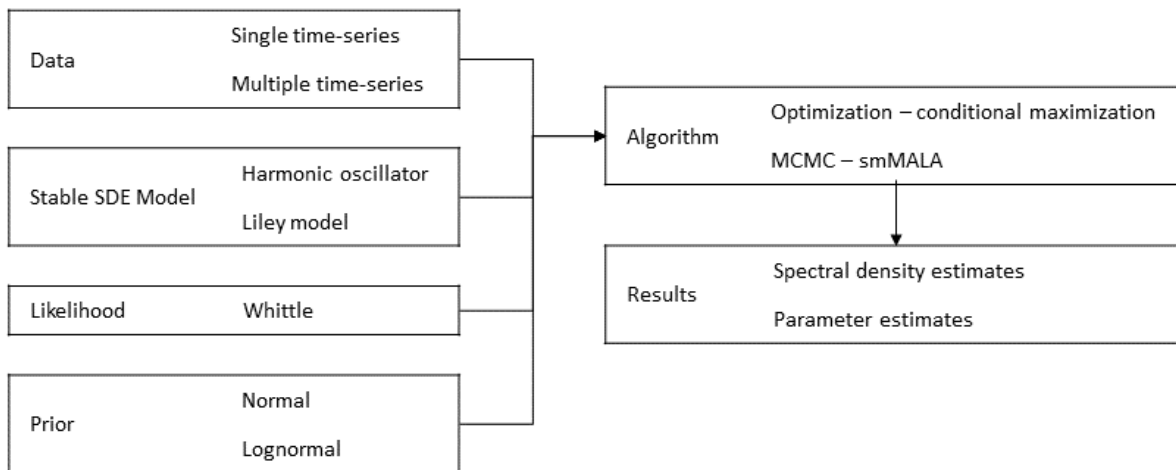 Data
Single time-series
Multiple time-series
Stable SDE Model
Harmonic oscillator
Liley model
Likelihood
Whittle
Prior
Normal
Lognormal
Algorithm
Optimization – conditional maximization
MCMC – smMALA
Results
Spectral density estimates
Parameter estimates